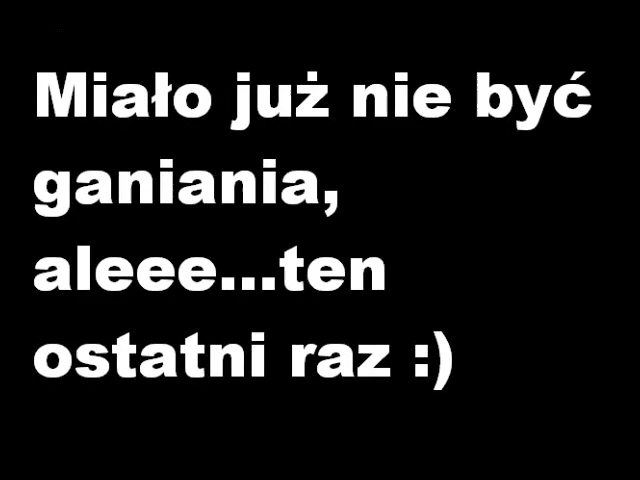 Miało już nie być
ganiania,
aleee...ten
ostatni raz :)